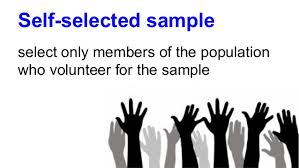 Self-selected sample
select only members of the population
who volunteer for the sample